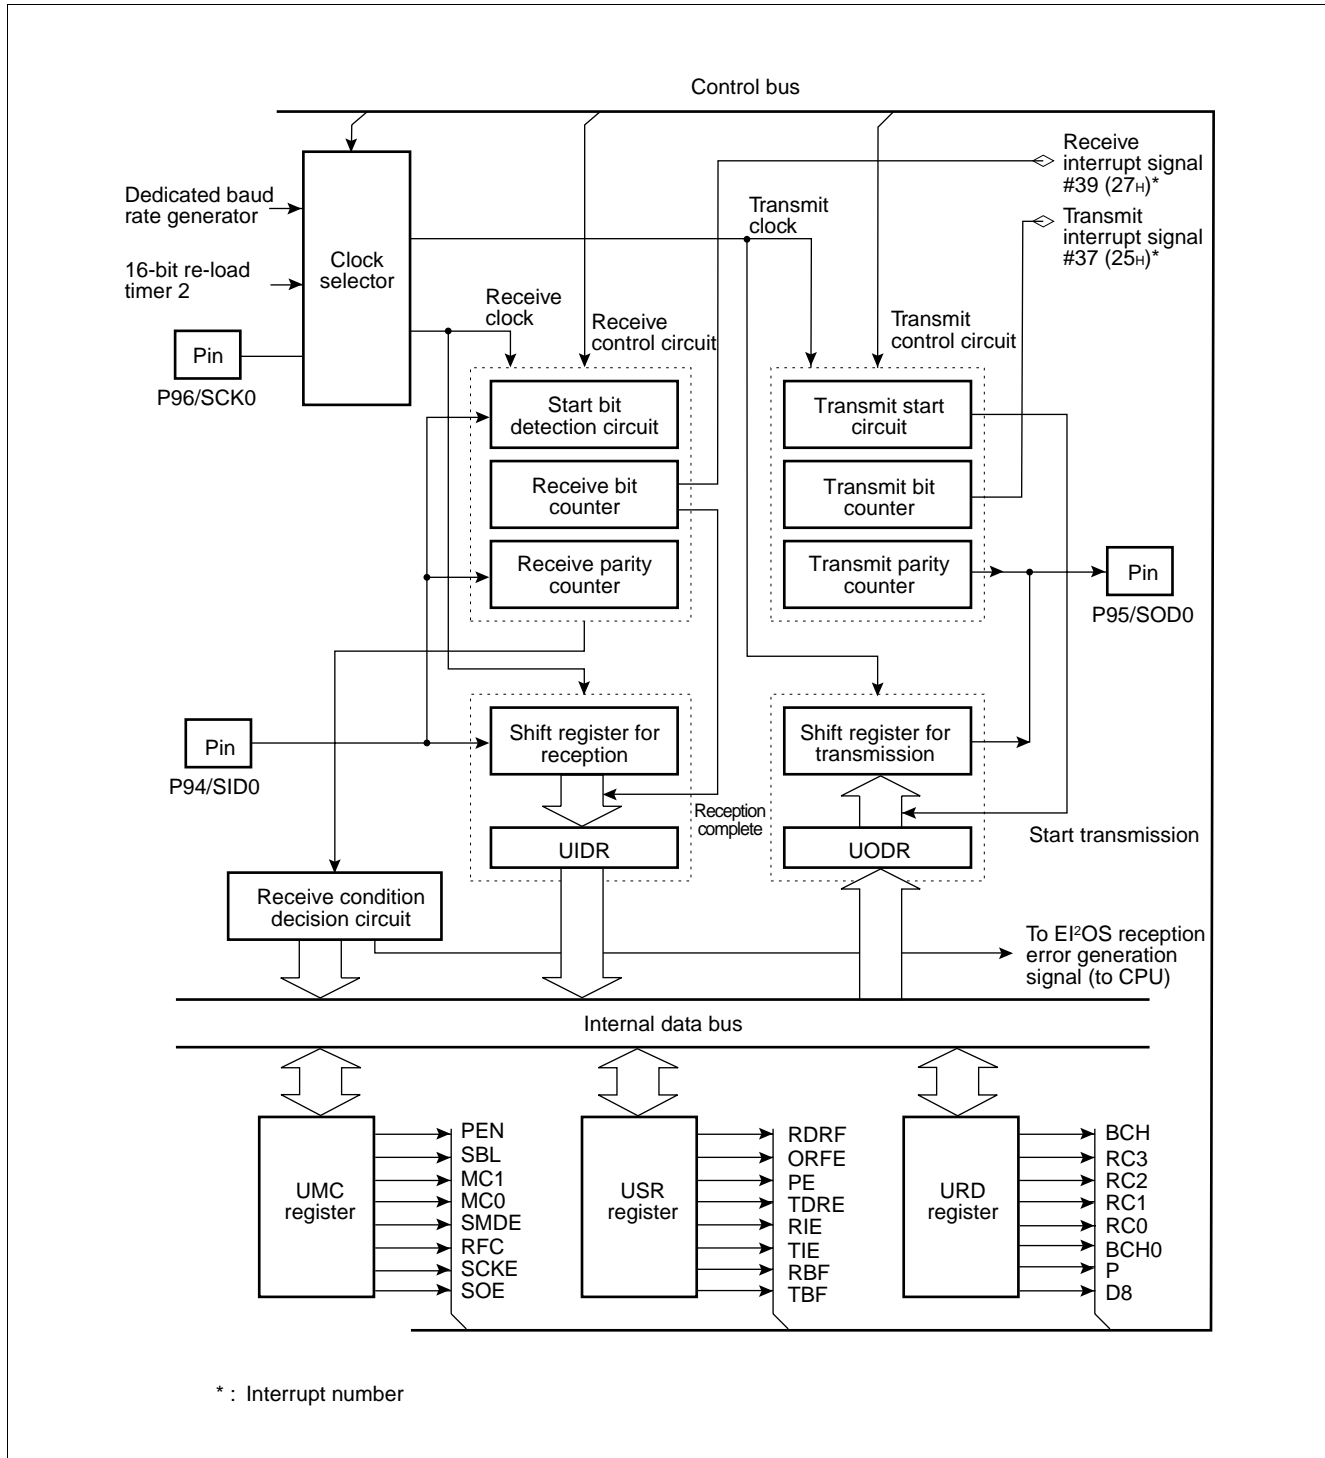 Control bus
Receive
interrupt signal
#39 (27H)*
Dedicated baud
rate generator
Transmit
clock
Transmit
interrupt signal
#37 (25H)*
Clock
selector
16-bit re-load
timer 2
Receive
clock
Receive
control circuit
Transmit
control circuit
Pin
P96/SCK0
Start bit
detection circuit
Transmit start
circuit
Receive bit
counter
Transmit bit
counter
Receive parity
counter
Transmit parity
counter
Pin
P95/SOD0
Pin
P94/SID0
Shift register for
reception
Shift register for
transmission
Reception
complete
Start transmission
UIDR
UODR
Receive condition
decision circuit
To EI²OS reception
error generation
signal (to CPU)
Internal data bus
UMC
register
PEN
SBL
MC1
MC0
SMDE
RFC
SCKE
SOE
USR
register
RDRF
ORFE
PE
TDRE
RIE
TIE
RBF
TBF
URD
register
BCH
RC3
RC2
RC1
RC0
BCH0
P
D8
* : Interrupt number